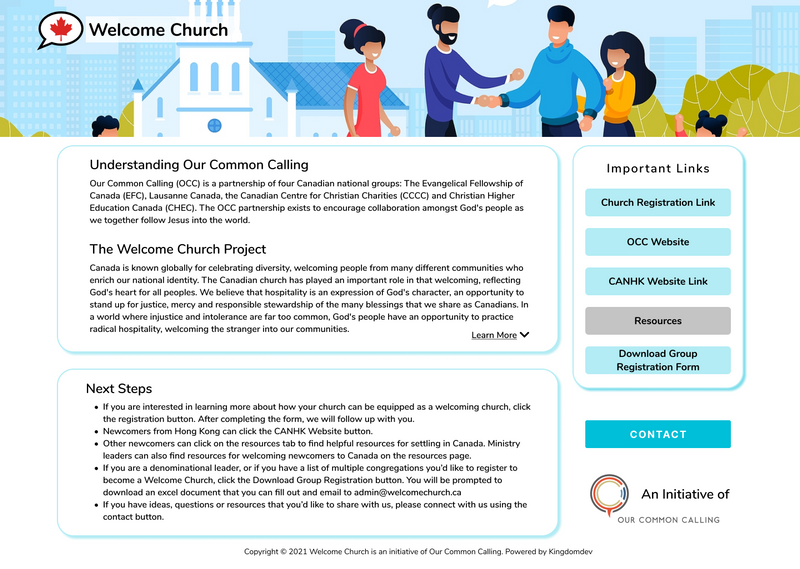 Welcome Church
Understanding Our Common Calling
Our Common Calling (OCC) is a partnership of four Canadian national groups: The Evangelical Fellowship of
Canada (EFC), Lausanne Canada, the Canadian Centre for Christian Charities (CCCC) and Christian Higher
Education Canada (CHEC). The OCC partnership exists to encourage collaboration amongst God's people as
we together follow Jesus into the world.
The Welcome Church Project
Canada is known globally for celebrating diversity, welcoming people from many different communities who
enrich our national identity. The Canadian church has played an important role in that welcoming, reflecting
God's heart for all peoples. We believe that hospitality is an expression of God's character, an opportunity to
stand up for justice, mercy and responsible stewardship of the many blessings that we share as Canadians. In
a world where injustice and intolerance are far too common, God's people have an opportunity to practice
radical hospitality, welcoming the stranger into our communities.
Learn More
Next Steps
• If you are interested in learning more about how your church can be equipped as a welcoming church, click
the registration button. After completing the form, we will follow up with you.
• Newcomers from Hong Kong can click the CANHK Website button.
• Other newcomers can click on the resources tab to find helpful resources for settling in Canada. Ministry
leaders can also find resources for welcoming newcomers to Canada on the resources page.
• If you are a denominational leader, or if you have a list of multiple congregations you'd like to register to
become a Welcome Church, click the Download Group Registration button. You will be prompted to
download an excel document that you can fill out and email to admin@welcomechurch.ca
• If you have ideas, questions or resources that you'd like to share with us, please connect with us using the
contact button.
Important Links
Church Registration Link
OCC Website
CANHK Website Link
Resources
Download Group
Registration Form
CONTACT
An Initiative of
OUR COMMON CALLING
Copyright © 2021 Welcome Church is an initiative of Our Common Calling. Powered by Kingdomdev